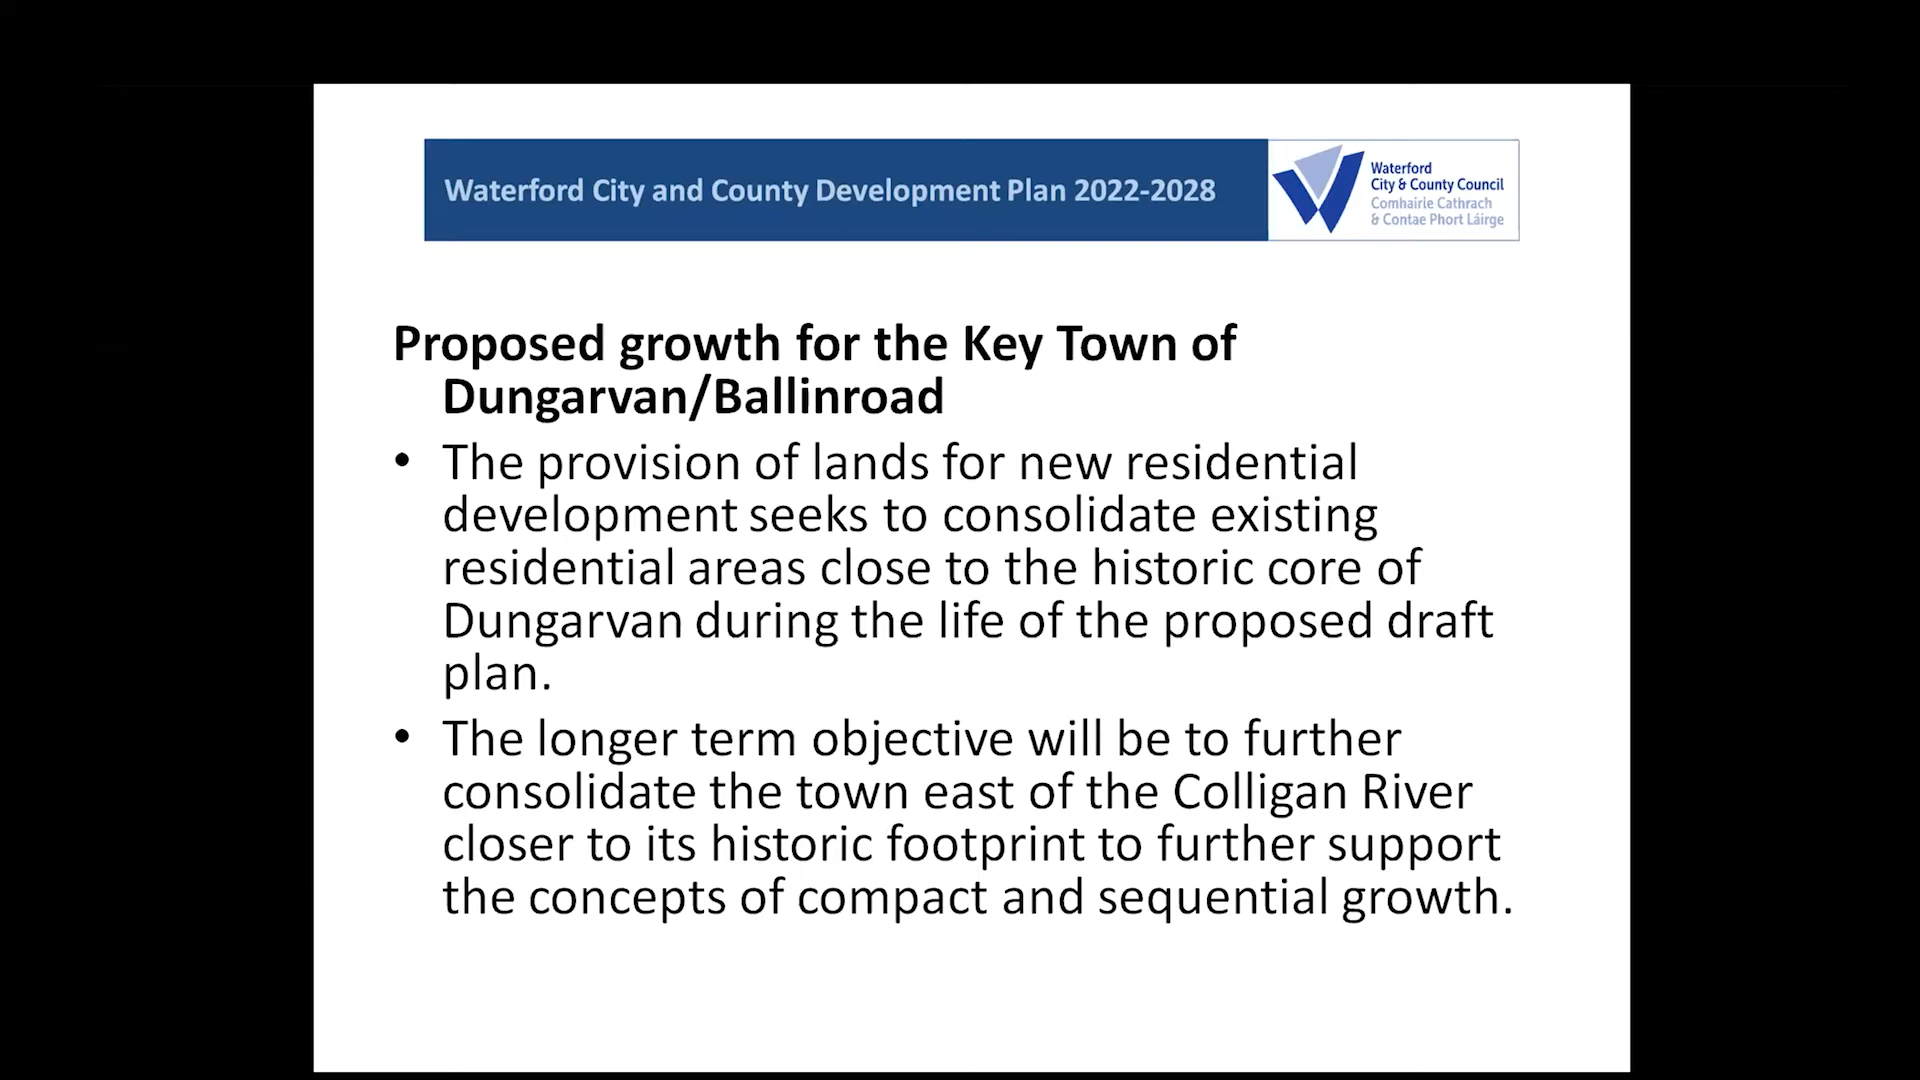 Waterford City and County Development Plan 2022-2028
Waterford
City & County Council
Comhairle Cathrach
& Contae Phort Láirge
Proposed growth for the Key Town of
Dungarvan/Ballinroad
• The provision of lands for new residential
development seeks to consolidate existing
residential areas close to the historic core of
Dungarvan during the life of the proposed draft
plan.
• The longer term objective will be to further
consolidate the town east of the Colligan River
closer to its historic footprint to further support
the concepts of compact and sequential growth.